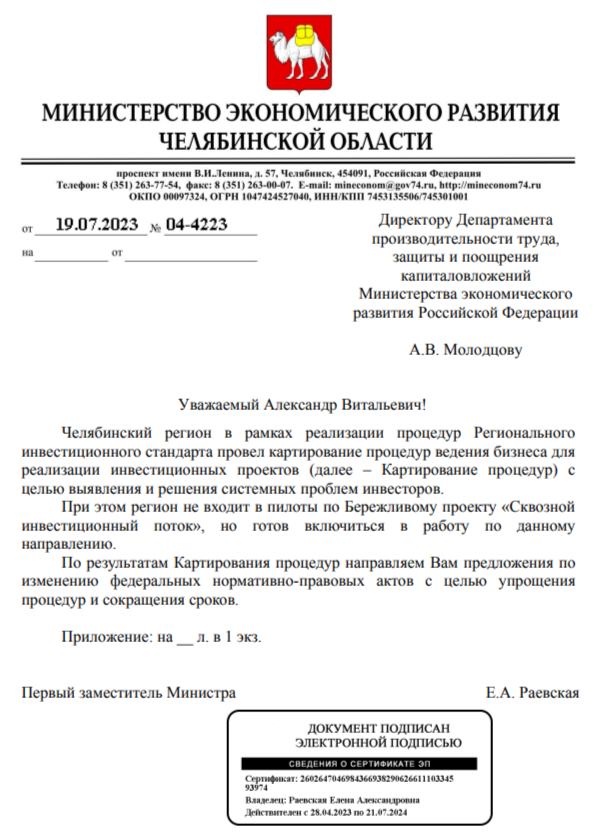 МИНИСТЕРСТВО ЭКОНОМИЧЕСКОГО РАЗВИТИЯ
ЧЕЛЯБИНСКОЙ ОБЛАСТИ
проспект имени В.И.Ленина, д. 57, Челябинск, 454091, Российская Федерация
Телефон: 8 (351) 263-77-54, факс: 8 (351) 263-00-07. E-mail: mineconom@gov74.ru, http://mineconom74.ru
ОКПО 00097324, ОГРН 1047424527040, ИНН/КПП 7453135506/745301001
от 19.07.2023 № 04-4223
на__________ от____________________
Директору Департамента
производительности труда,
защиты и поощрения
капиталовложений
Министерства экономического
развития Российской Федерации
А.В. Молодцову
Уважаемый Александр Витальевич!
Челябинский регион в рамках реализации процедур Регионального
инвестиционного стандарта провел картирование процедур ведения бизнеса для
реализации инвестиционных проектов (далее – Картирование процедур) с
целью выявления и решения системных проблем инвесторов.
При этом регион не входит в пилоты по Бережливому проекту «Сквозной
инвестиционный поток», но готов включиться в работу по данному
направлению.
По результатам Картирования процедур направляем Вам предложения по
изменению федеральных нормативно-правовых актов с целью упрощения
процедур и сокращения сроков.
Приложение: на __ л. в 1 экз.
Первый заместитель Министра Е.А. Раевская
ДОКУМЕНТ ПОДПИСАН
ЭЛЕКТРОННОЙ ПОДПИСЬЮ
СВЕДЕНИЯ О СЕРТИФИКАТЕ ЭП
Сертификат: 2602647046984366938290626611103345
93974
Владелец: Раевская Елена Александровна
Действителен с 28.04.2023 по 21.07.2024